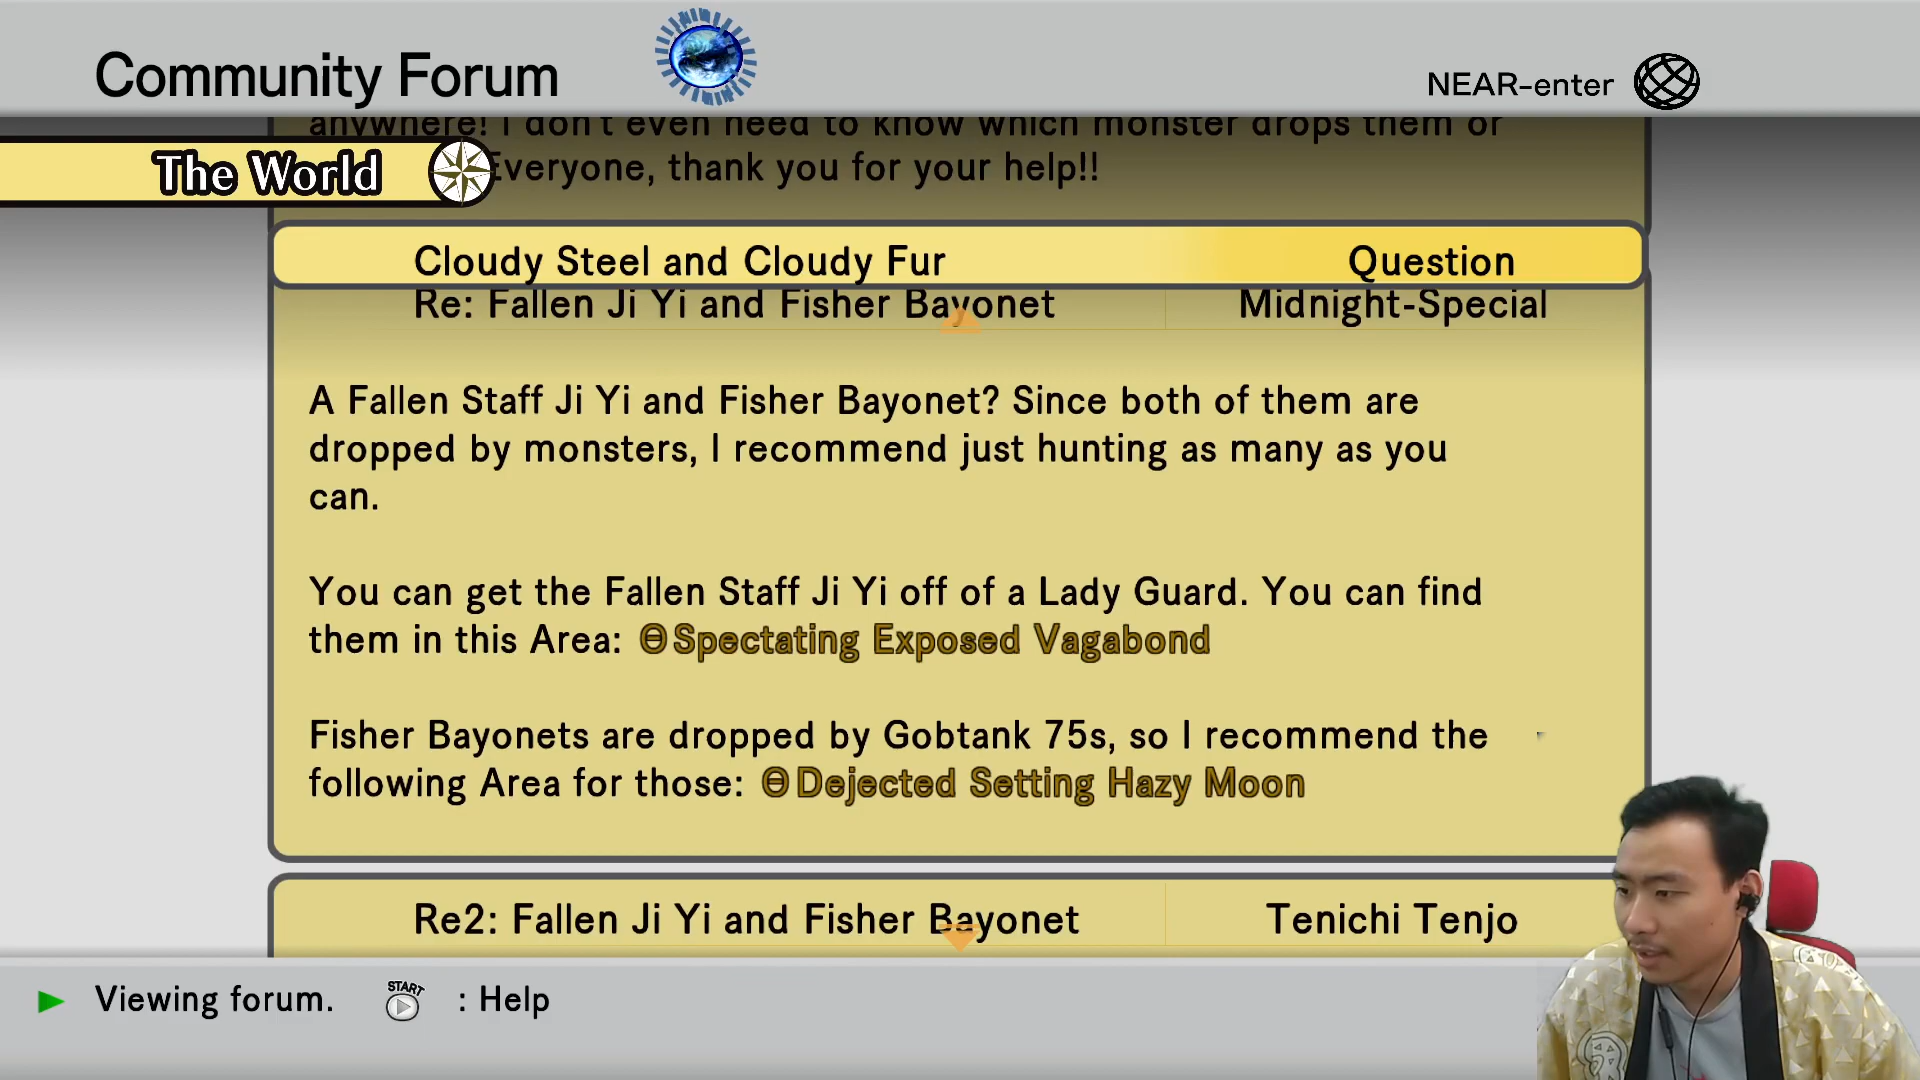 Community Forum
NEAR-enter
anywhere! I don't even need to know which monster drops them or
The World
Everyone, thank you for your help!!
Cloudy Steel and Cloudy Fur Question
Re: Fallen Ji Yi and Fisher Bayonet Midnight-Special
A Fallen Staff Ji Yi and Fisher Bayonet? Since both of them are
dropped by monsters, I recommend just hunting as many as you
can.
You can get the Fallen Staff Ji Yi off of a Lady Guard. You can find
them in this Area: ΘSpectating Exposed Vagabond
Fisher Bayonets are dropped by Gobtank 75s, so I recommend the
following Area for those: ΘDejected Setting Hazy Moon
Re2: Fallen Ji Yi and Fisher Bayonet Tenichi Tenjo
Viewing forum. START : Help